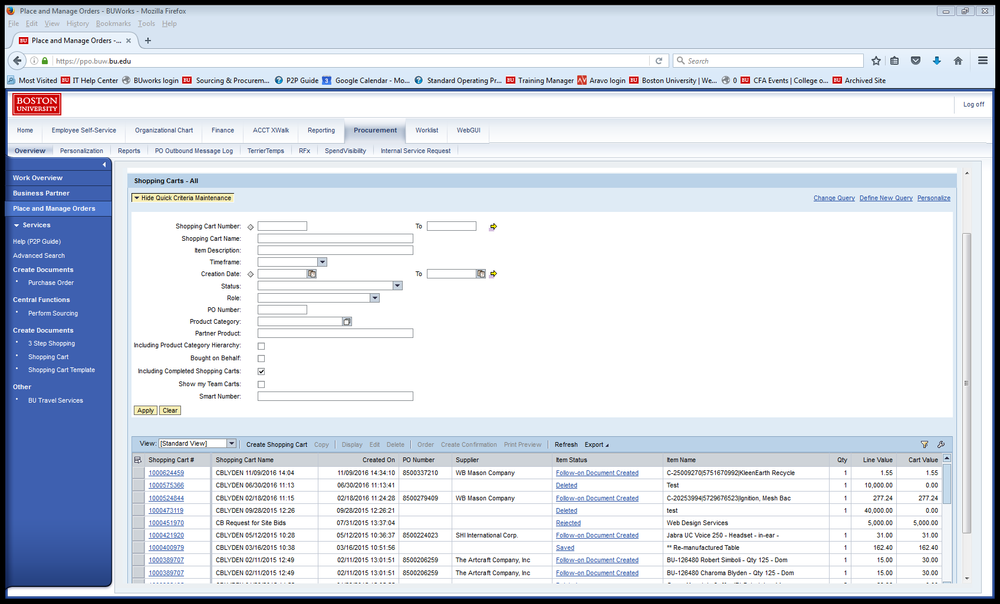 Place and Manage Orders - BUWorks - Mozilla Firefox
File Edit View History Bookmarks Tools Help
BU Place and Manage Orders -...
https://ppo.buw.bu.edu Search
Most Visited BU IT Help Center BUworks login BU Sourcing & Procurem... P2P Guide 3 Google Calendar - Mo... Standard Operating Pr... BU Training Manager Aravo login BU Boston University | We... 0 BU CFA Events | College o... BU Archived Site
BOSTON
UNIVERSITY
Log off
Home Employee Self-Service Organizational Chart Finance ACCT XWalk Reporting Procurement Worklist WebGUI
Overview Personalization Reports PO Outbound Message Log TerrierTemps RFx SpendVisibility Internal Service Request
Work Overview
Business Partner
Place and Manage Orders
Services
Help (P2P Guide)
Advanced Search
Create Documents
Purchase Order
Central Functions
Perform Sourcing
Create Documents
3 Step Shopping
Shopping Cart
Shopping Cart Template
Other
BU Travel Services
Shopping Carts - All
Hide Quick Criteria Maintenance
Change Query Define New Query Personalize
Shopping Cart Number: To
Shopping Cart Name:
Item Description:
Timeframe:
Creation Date: To
Status:
Role:
PO Number:
Product Category:
Partner Product:
Including Product Category Hierarchy:
Bought on Behalf:
Including Completed Shopping Carts:
Show my Team Carts:
Smart Number:
Apply Clear
View: [Standard View] Create Shopping Cart Copy Display Edit Delete Order Create Confirmation Print Preview Refresh Export
Shopping Cart # Shopping Cart Name Created On PO Number Supplier Item Status Item Name Qty Line Value Cart Value
1000624459 CBLYDEN 11/09/2016 14:04 11/09/2016 14:34:10 8500337210 WB Mason Company Follow-on Document Created C-25009270|5751670992|KleenEarth Recycle 1 1.55 1.55
1000575366 CBLYDEN 06/30/2016 11:13 06/30/2016 11:13:41 Deleted Test 1 10,000.00 0.00
1000524844 CBLYDEN 02/18/2016 11:15 02/18/2016 11:24:28 8500279409 WB Mason Company Follow-on Document Created C-20253994|5729676523|Ignition, Mesh Bac 1 277.24 277.24
1000473119 CBLYDEN 09/28/2015 12:26 09/28/2015 12:26:21 Deleted test 1 40,000.00 0.00
1000451970 CB Request for Site Bids 07/31/2015 13:37:04 Rejected Web Design Services 5,000.00 5,000.00
1000421920 CBLYDEN 05/12/2015 10:28 05/12/2015 10:36:37 8500224023 SHI International Corp. Follow-on Document Created Jabra UC Voice 250 - Headset - in-ear - 1 31.00 31.00
1000400979 CBLYDEN 03/16/2015 10:38 03/16/2015 10:51:56 Saved ** Re-manufactured Table 1 162.40 162.40
1000389707 CBLYDEN 02/11/2015 12:49 02/11/2015 13:01:51 8500206259 The Artcraft Company, Inc Follow-on Document Created BU-126480 Robert Simboli - Qty 125 - Dom 1 15.00 30.00
1000389707 CBLYDEN 02/11/2015 12:49 02/11/2015 13:01:51 8500206259 The Artcraft Company, Inc Follow-on Document Created BU-126480 Charoma Blyden - Qty 125 - Dom 1 15.00 30.00